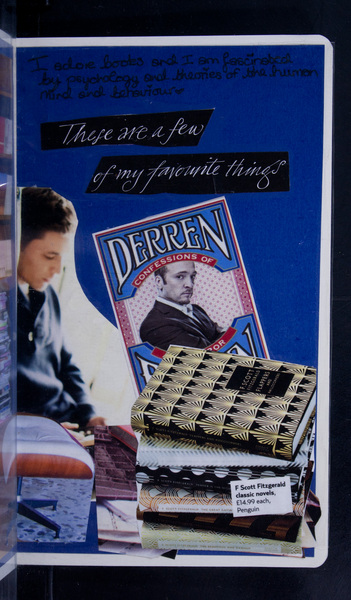 I adore books and I am fascinated
by psychology and theories of the human
mind and behaviour
These are a few
of my favourite things
DERREN
CONFESSIONS OF
F SCOTT
F Scott Fitzgerald
classic novels,
£14.99 each,
Penguin